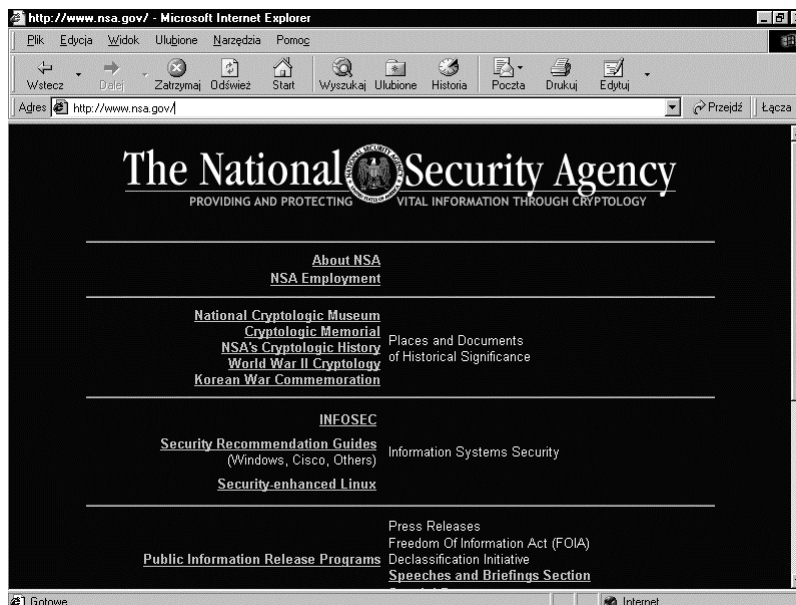 http://www.nsa.gov/ - Microsoft Internet Explorer
Plik Edycja Widok Ulubione Narzędzia Pomoc
Wstecz Dalej Zatrzymaj Odśwież Start Wyszukaj Ulubione Historia Poczta Drukuj Edytuj
Adres http://www.nsa.gov/ Przejdź Łącza
The National Security Agency
PROVIDING AND PROTECTING VITAL INFORMATION THROUGH CRYPTOLOGY
About NSA
NSA Employment
National Cryptologic Museum
Cryptologic Memorial
NSA's Cryptologic History
World War II Cryptology
Korean War Commemoration
Places and Documents
of Historical Significance
INFOSEC
Security Recommendation Guides
(Windows, Cisco, Others)
Security-enhanced Linux
Information Systems Security
Public Information Release Programs
Press Releases
Freedom Of Information Act (FOIA)
Declassification Initiative
Speeches and Briefings Section
Gotowe Internet